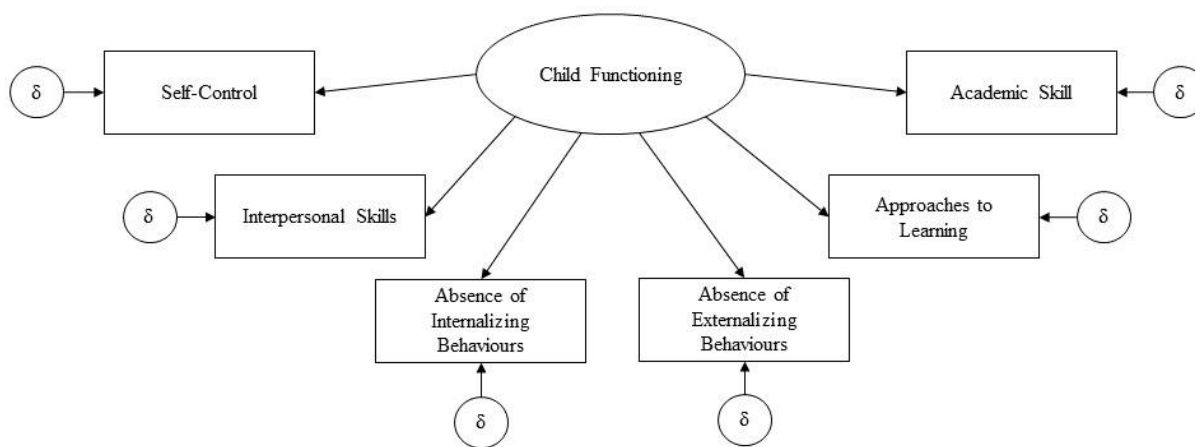 Child Functioning
δ
Self-Control
Academic Skill
δ
δ
Interpersonal Skills
Approaches to
Learning
δ
Absence of
Internalizing
Behaviours
Absence of
Externalizing
Behaviours
δ
δ